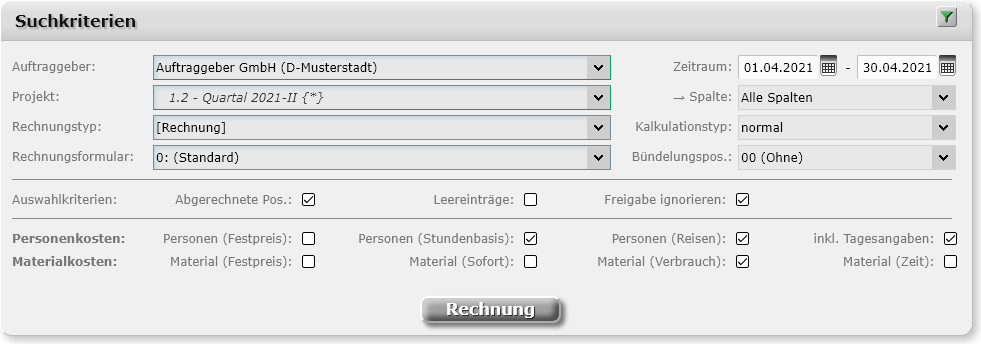 Suchkriterien
Auftraggeber: Auftraggeber GmbH (D-Musterstadt) Zeitraum: 01.04.2021 - 30.04.2021
Projekt: 1.2 - Quartal 2021-II {*} → Spalte: Alle Spalten
Rechnungstyp: [Rechnung] Kalkulationstyp: normal
Rechnungsformular: 0: (Standard) Bündelungspos.: 00 (Ohne)
Auswahlkriterien: Abgerechnete Pos.: Leereinträge: Freigabe ignorieren:
Personenkosten: Personen (Festpreis): Personen (Stundenbasis): Personen (Reisen): inkl. Tagesangaben:
Materialkosten: Material (Festpreis): Material (Sofort): Material (Verbrauch): Material (Zeit):
Rechnung